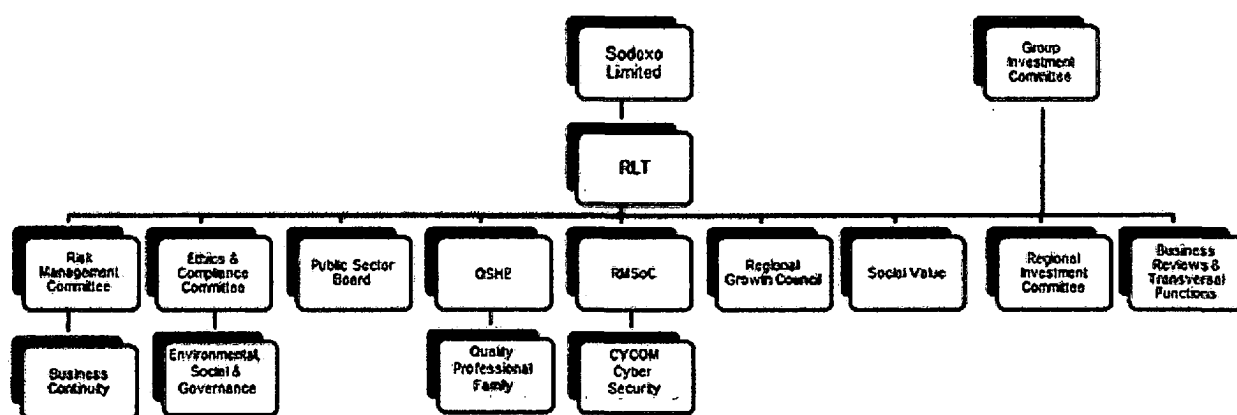 Sodexo
Limited
Group
Investment
Committee
RLT
Risk
Management
Committee
Ethics &
Compliance
Committee
Public Sector
Board
QSHE
RMSoC
Regional
Growth Council
Social Value
Regional
Investment
Committee
Business
Reviews &
Transversal
Functions
Business
Continuity
Environmental,
Social &
Governance
Quality
Professional
Family
CYCOM
Cyber
Security